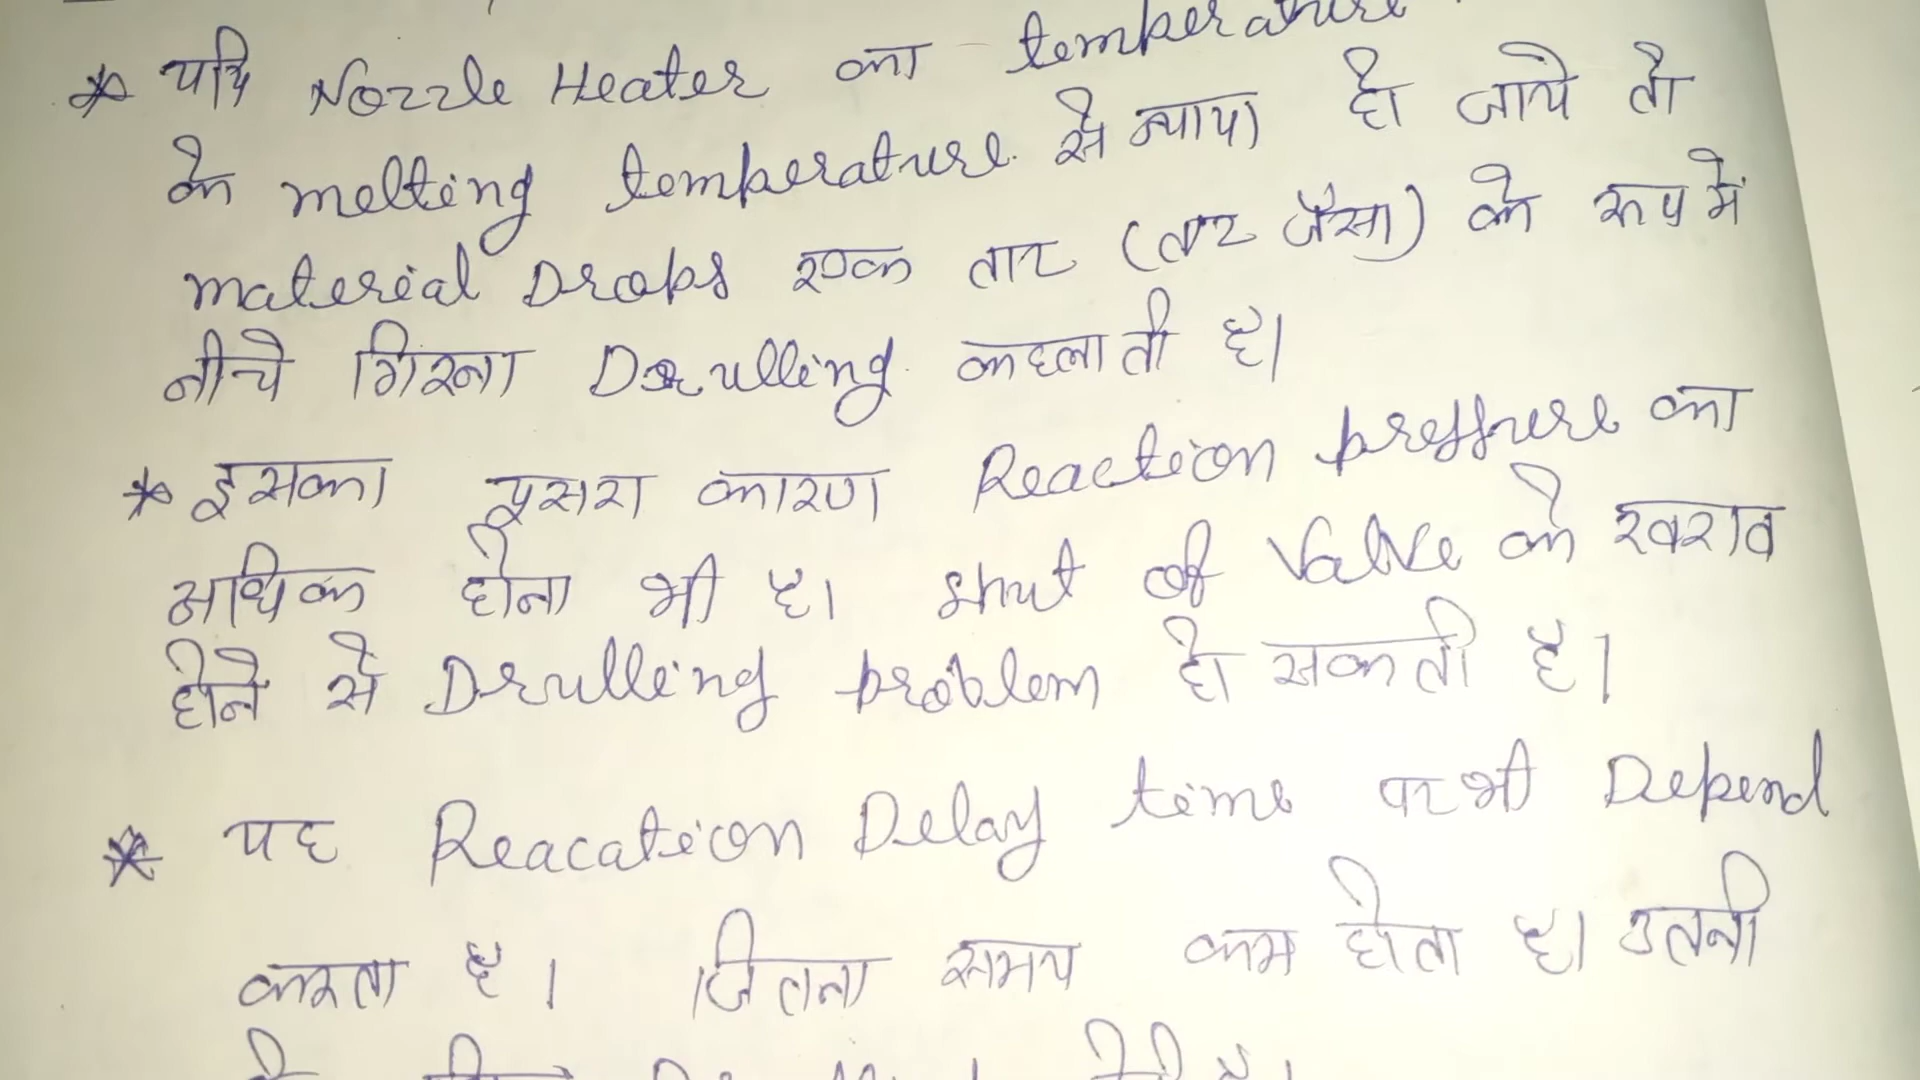 * यदि Nozzle Heater का temperature
के melting temperature से ज्यादा हो जाये तो
material Drops एक तार (तार जैसा) के रूप में
नीचे गिरना Drulling कहलाती है।
* इसका दूसरा कारण Reaction pressure का
अधिक होना भी है। shut of Valve के खराब
होने से Drulling problem हो सकती है।
* यह Reacation Delay time पर भी Depend
करता है। जितना समय कम होता है। उतनी